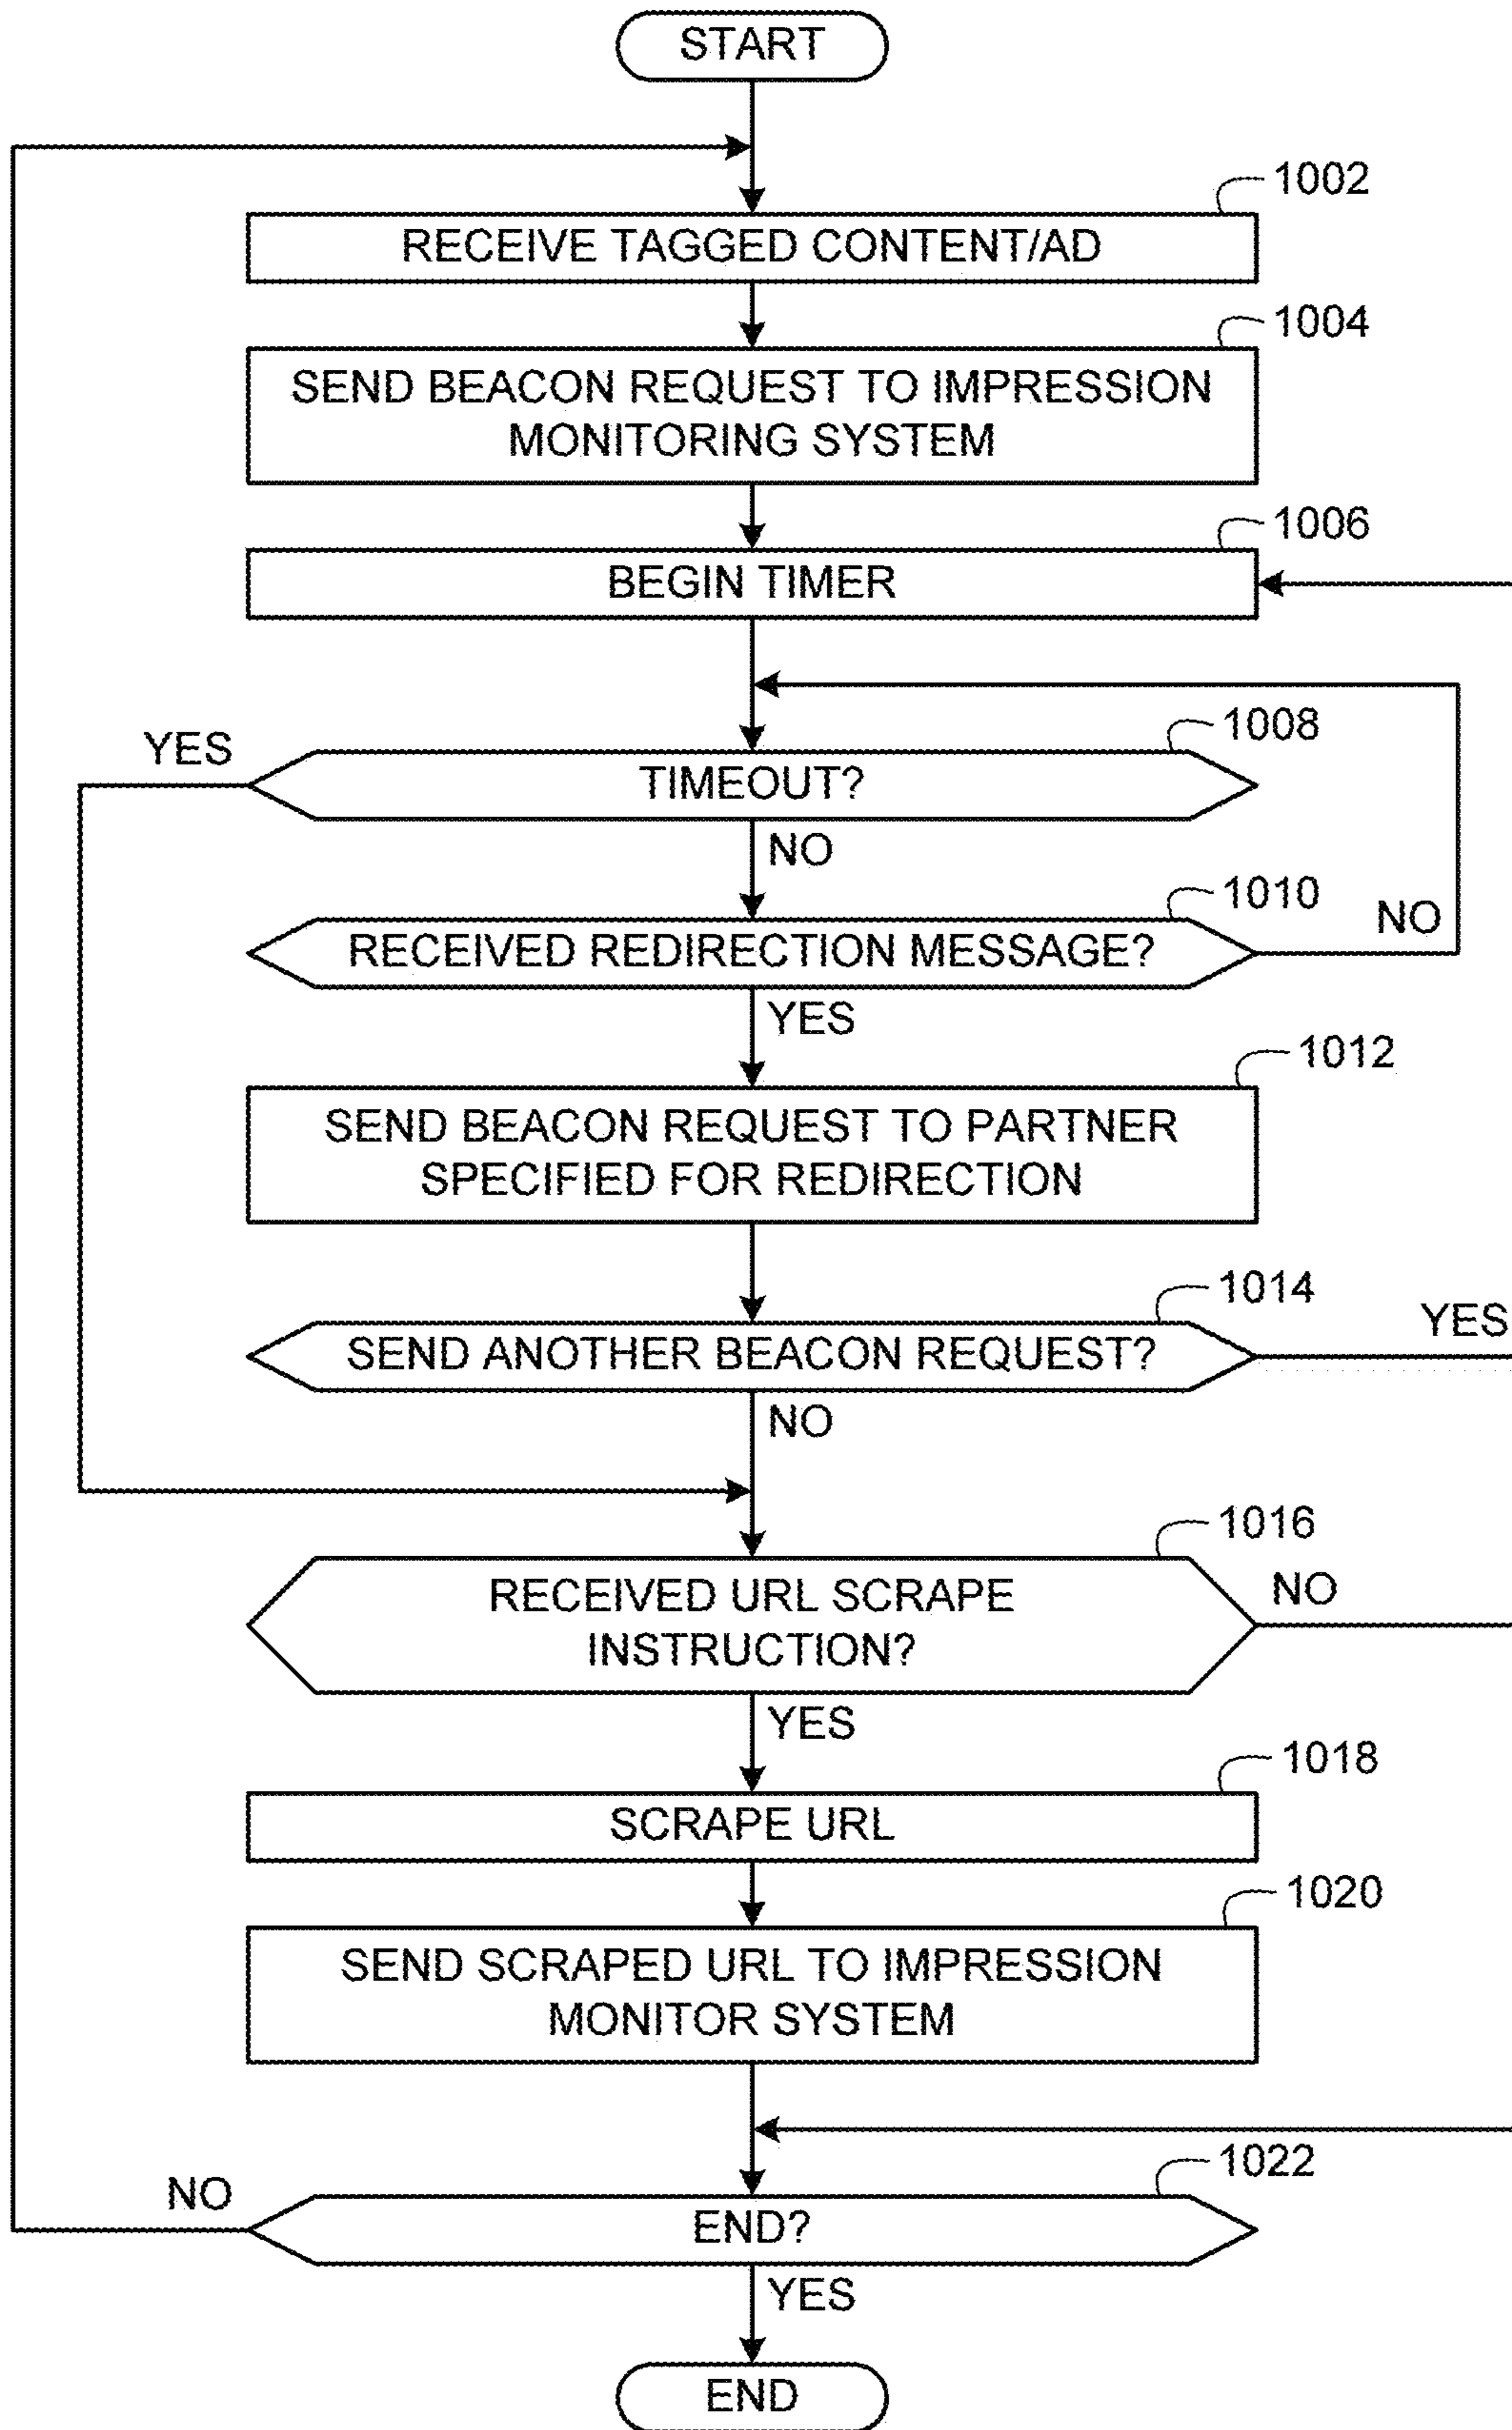 START
1002
RECEIVE TAGGED CONTENT/AD
1004
SEND BEACON REQUEST TO IMPRESSION
MONITORING SYSTEM
1006
BEGIN TIMER
YES
1008
TIMEOUT?
NO
1010
RECEIVED REDIRECTION MESSAGE?
NO
YES
1012
SEND BEACON REQUEST TO PARTNER
SPECIFIED FOR REDIRECTION
1014
SEND ANOTHER BEACON REQUEST?
YES
NO
1016
RECEIVED URL SCRAPE
INSTRUCTION?
NO
YES
1018
SCRAPE URL
1020
SEND SCRAPED URL TO IMPRESSION
MONITOR SYSTEM
1022
NO
END?
YES
END